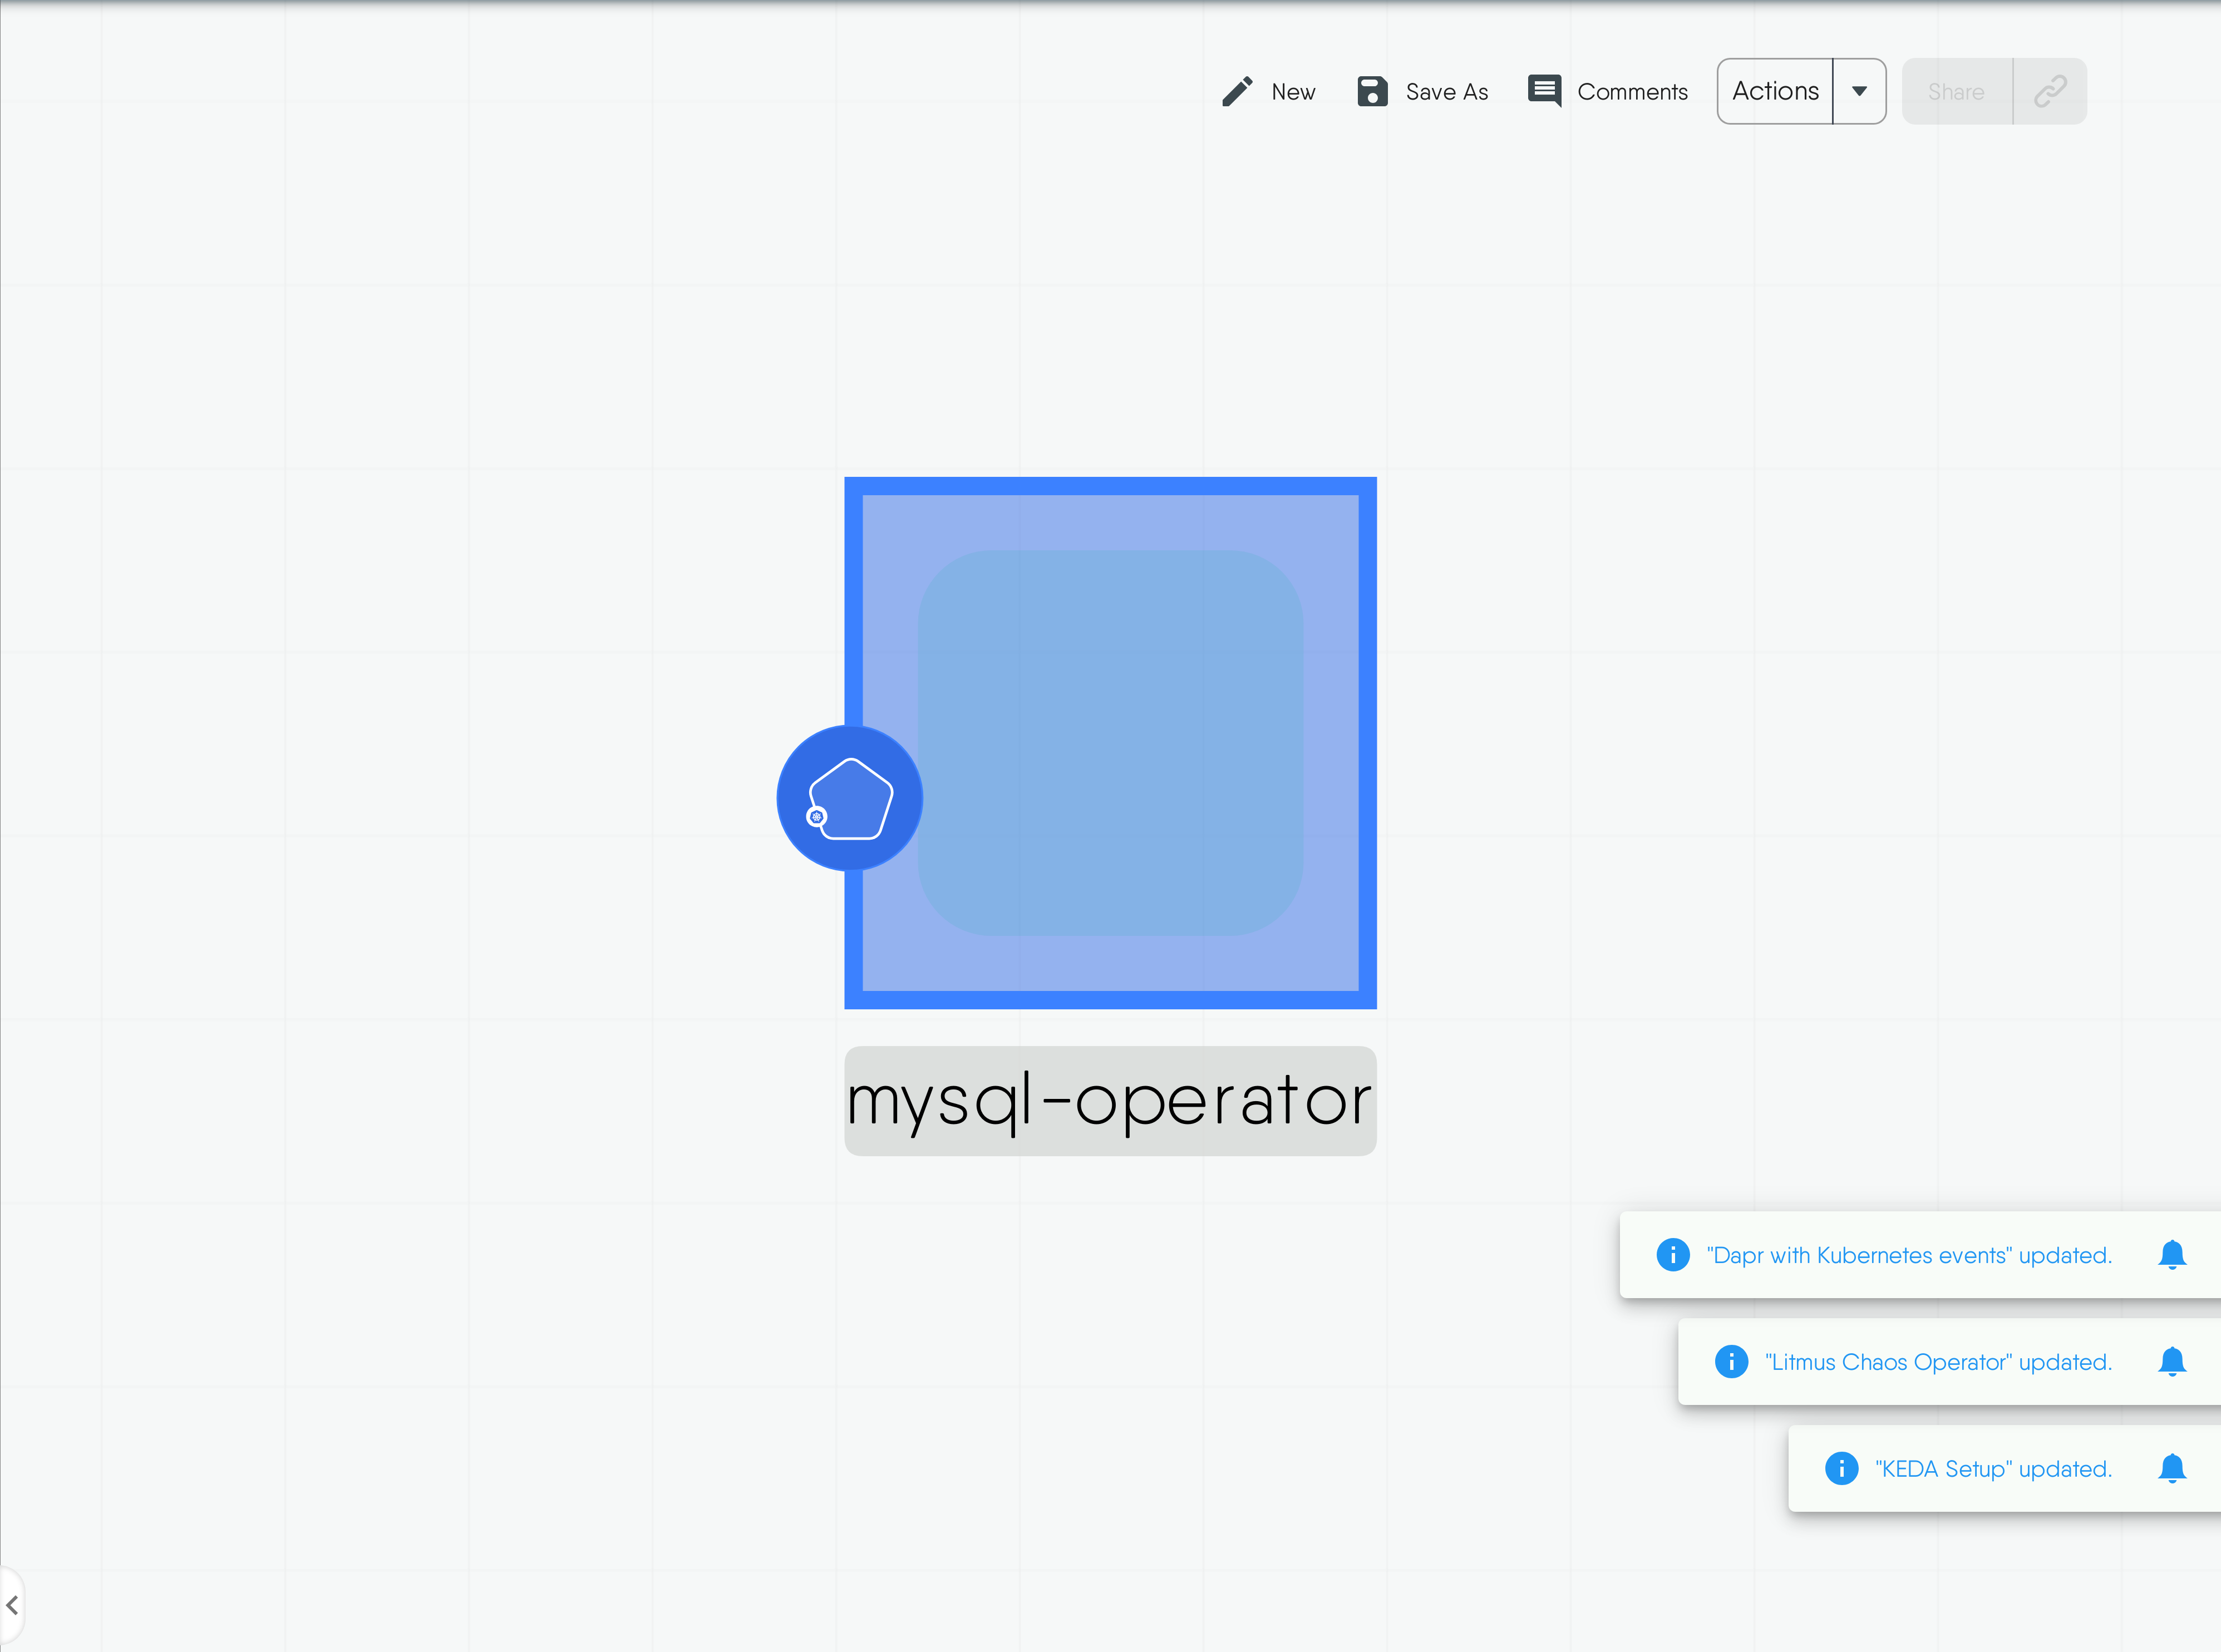 New Save As Comments Actions Share
mysql-operator
"Dapr with Kubernetes events" updated.
"Litmus Chaos Operator" updated.
"KEDA Setup" updated.